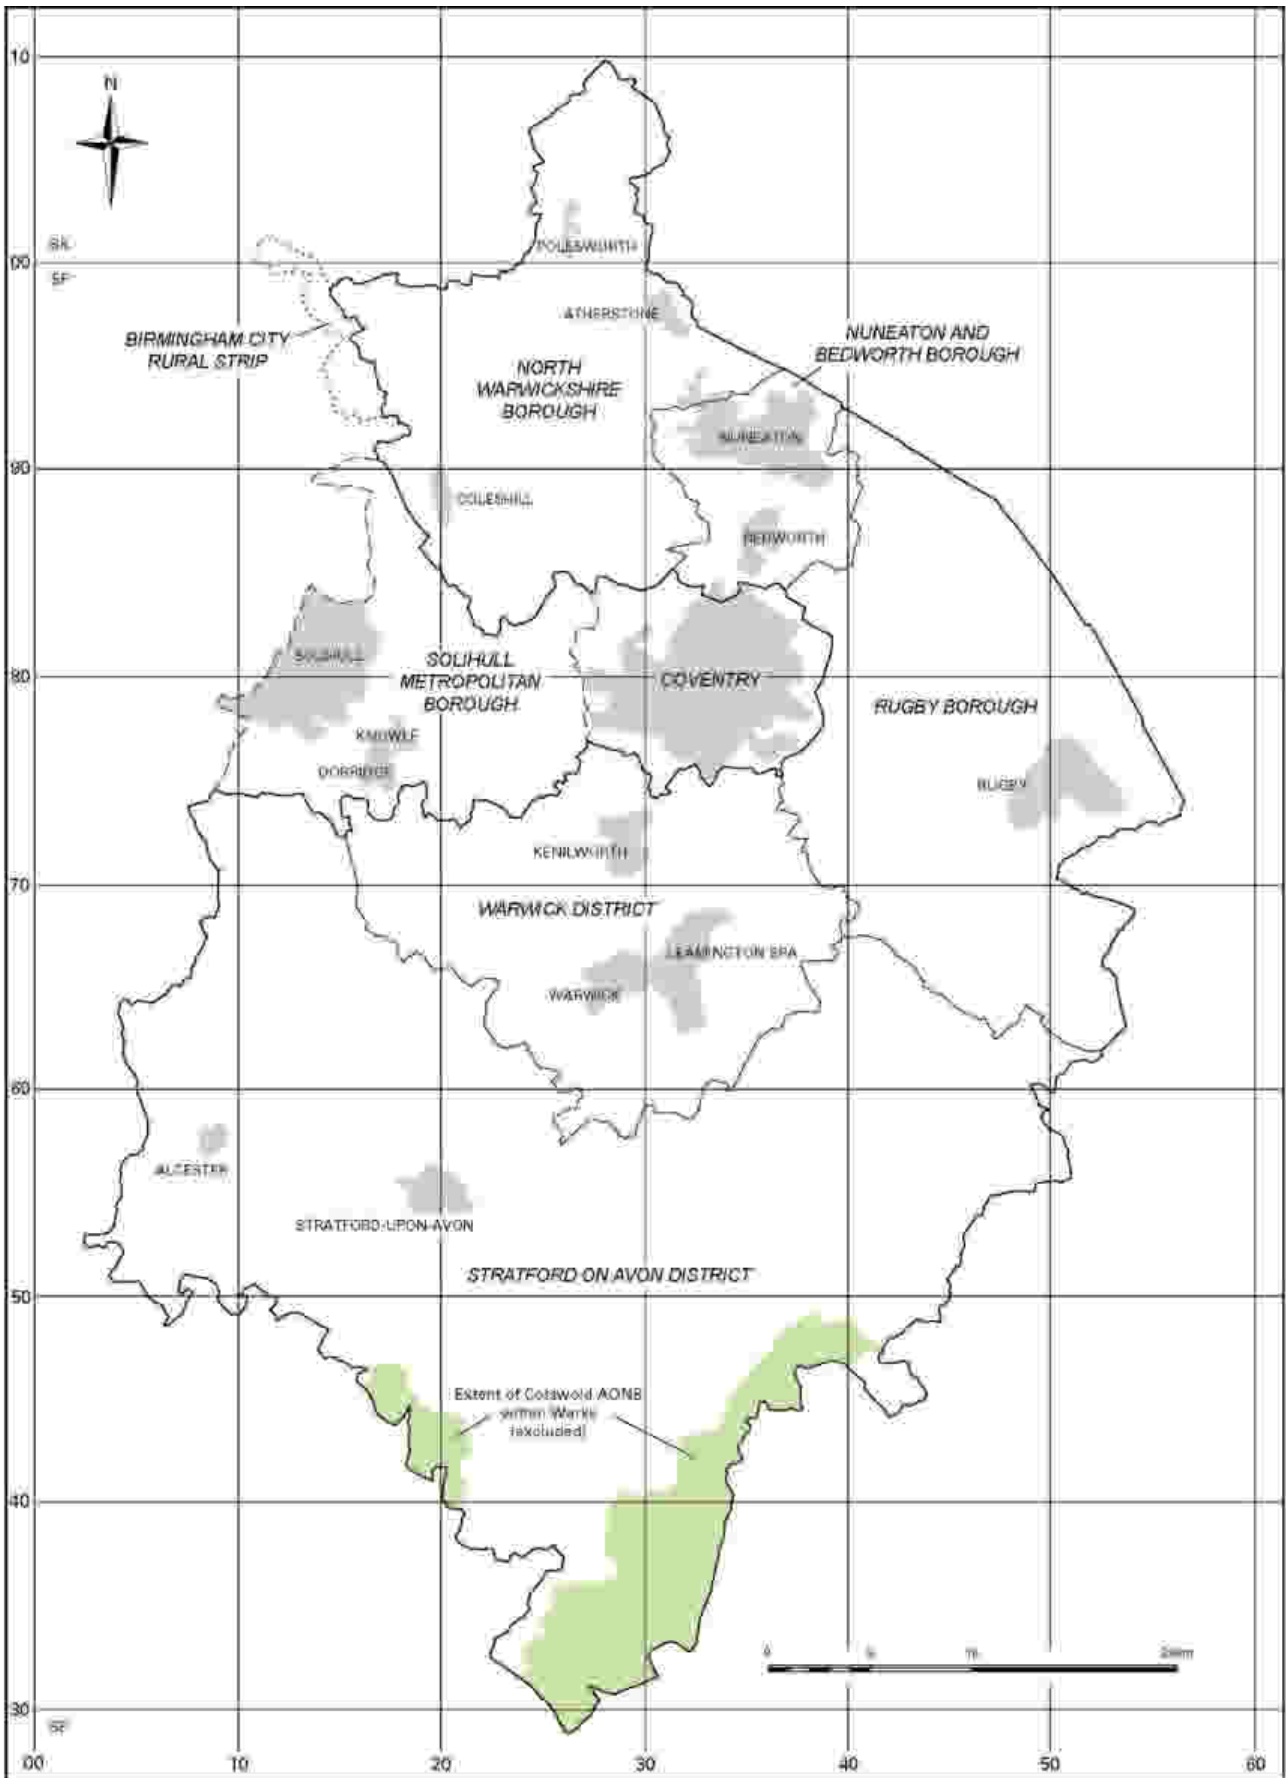 10
N
SK
00
SP
POLESWORTH
ATHERSTONE
BIRMINGHAM CITY
RURAL STRIP
NUNEATON AND
BEDWORTH BOROUGH
NORTH
WARWICKSHIRE
BOROUGH
NUNEATON
90
COLESHILL
BEDWORTH
SOLIHULL
SOLIHULL
METROPOLITAN
BOROUGH
80
COVENTRY
RUGBY BOROUGH
KNOWLE
DORRIDGE
RUGBY
KENILWORTH
70
WARWICK DISTRICT
LEAMINGTON SPA
WARWICK
60
ALCESTER
STRATFORD-UPON-AVON
STRATFORD ON AVON DISTRICT
50
Extent of Cotswold AONB
within Warks
(excluded)
40
0 5 10 20km
30
SP
00 10 20 30 40 50 60